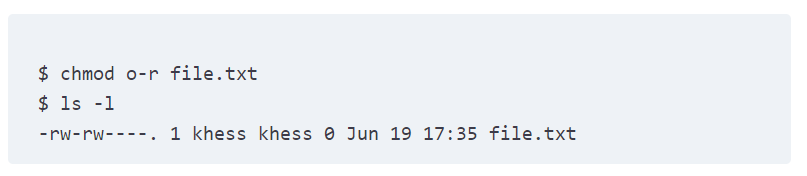 $ chmod o-r file.txt
$ ls -l
-rw-rw----. 1 khess khess 0 Jun 19 17:35 file.txt